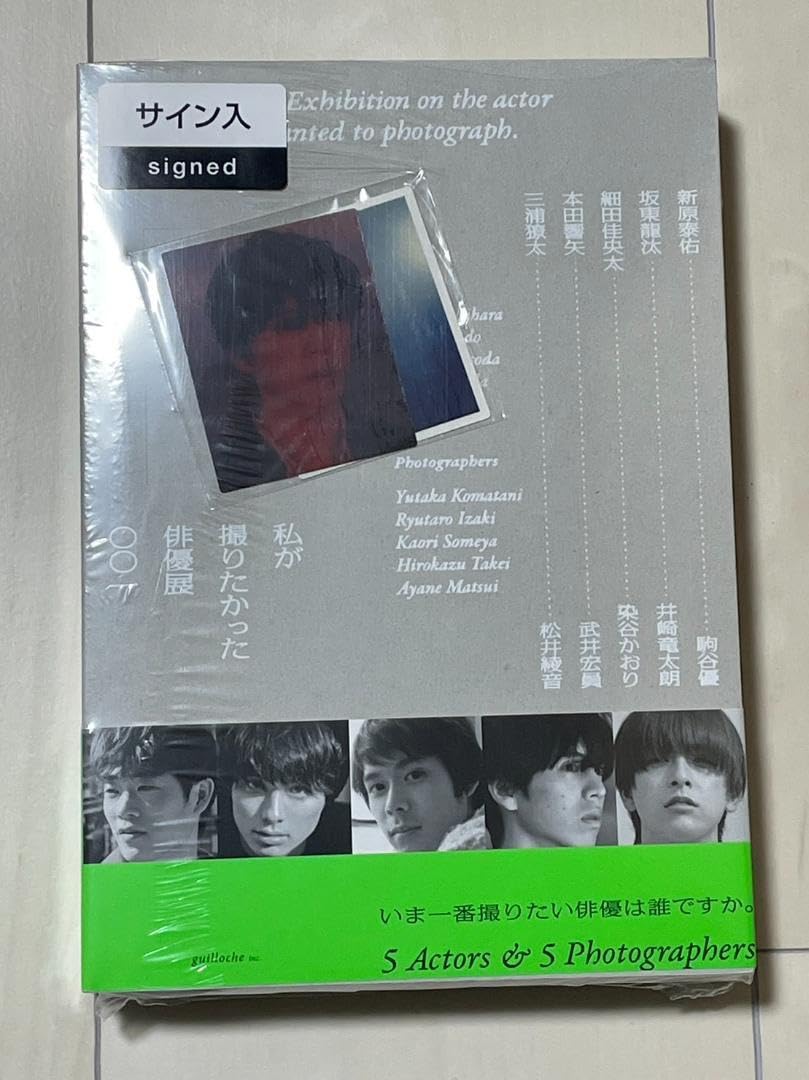 サイン入
signed
Exhibition on the actor
to photograph.
新原泰佑
坂東龍汰
細田佳央太
本田響矢
三浦獠太
駒谷優
井崎竜太朗
染谷かおり
武井宏員
松井綾音
Photographers
Yutaka Komatani
Ryutaro Izaki
Kaori Someya
Hirokazu Takei
Ayane Matsui
私が
撮りたかった
俳優展
いま一番撮りたい俳優は誰ですか。
5 Actors & 5 Photographers
guilloche inc.